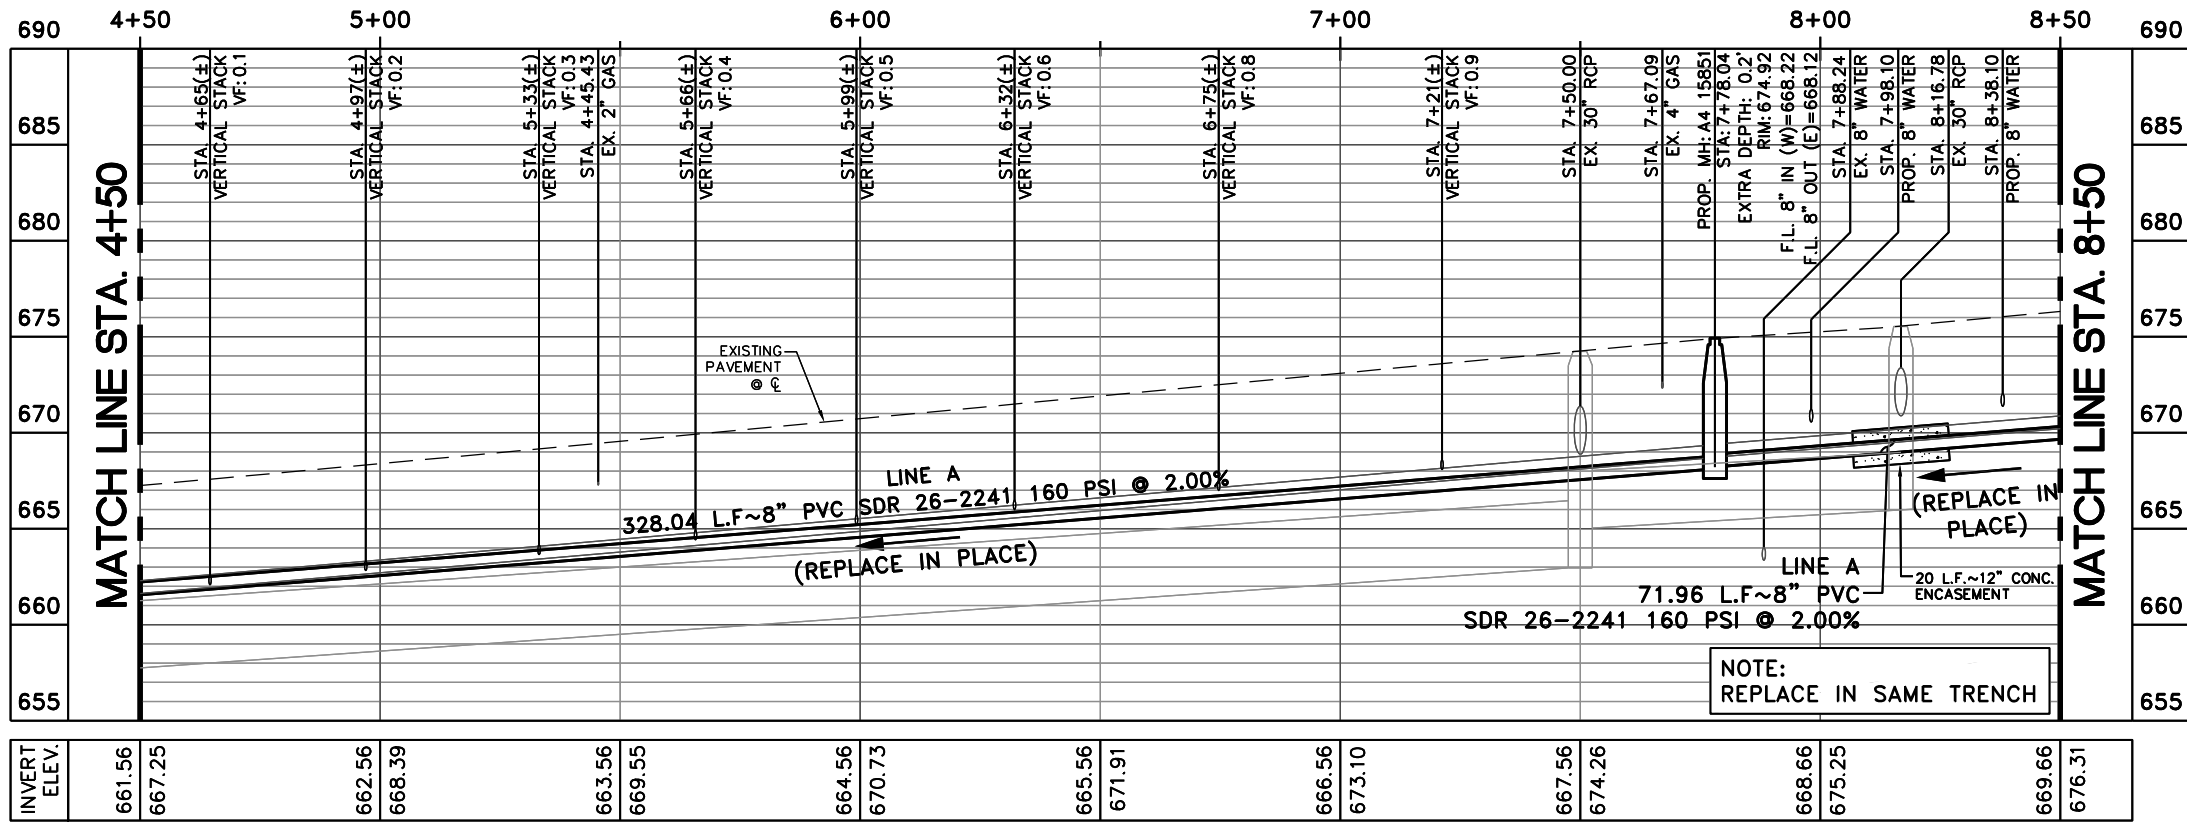 4+50
5+00
6+00
7+00
8+00
8+50
690
685
680
675
670
665
660
655
MATCH LINE STA. 4+50
STA. 4+65(±)
VERTICAL STACK
VF:0.1
STA. 4+97(±)
VERTICAL STACK
VF:0.2
STA. 5+33(±)
VERTICAL STACK
VF:0.3
STA. 4+45.43
EX. 2" GAS
STA. 5+66(±)
VERTICAL STACK
VF:0.4
STA. 5+99(±)
VERTICAL STACK
VF:0.5
STA. 6+32(±)
VERTICAL STACK
VF:0.6
STA. 6+75(±)
VERTICAL STACK
VF:0.8
STA. 7+21(±)
VERTICAL STACK
VF:0.9
STA. 7+50.00
EX. 30" RCP
STA. 7+67.09
EX. 4" GAS
PROP. MH: A4 15851
STA: 7+78.04
EXTRA DEPTH: 0.2'
RIM:674.92
F.L. 8" IN (W)=668.22
F.L. 8" OUT (E)=668.12
STA. 7+88.24
EX. 8" WATER
STA. 7+98.10
PROP. 8" WATER
STA. 8+16.78
EX. 30" RCP
STA. 8+38.10
PROP. 8" WATER
MATCH LINE STA. 8+50
690
685
680
675
670
665
660
655
EXISTING
PAVEMENT
@ ℄
LINE A
328.04 L.F~8" PVC SDR 26-2241 160 PSI @ 2.00%
(REPLACE IN PLACE)
(REPLACE IN
PLACE)
LINE A
71.96 L.F~8" PVC
SDR 26-2241 160 PSI @ 2.00%
20 L.F.~12" CONC.
ENCASEMENT
NOTE:
REPLACE IN SAME TRENCH
INVERT
ELEV.
661.56
667.25
662.56
668.39
663.56
669.55
664.56
670.73
665.56
671.91
666.56
673.10
667.56
674.26
668.66
675.25
669.66
676.31